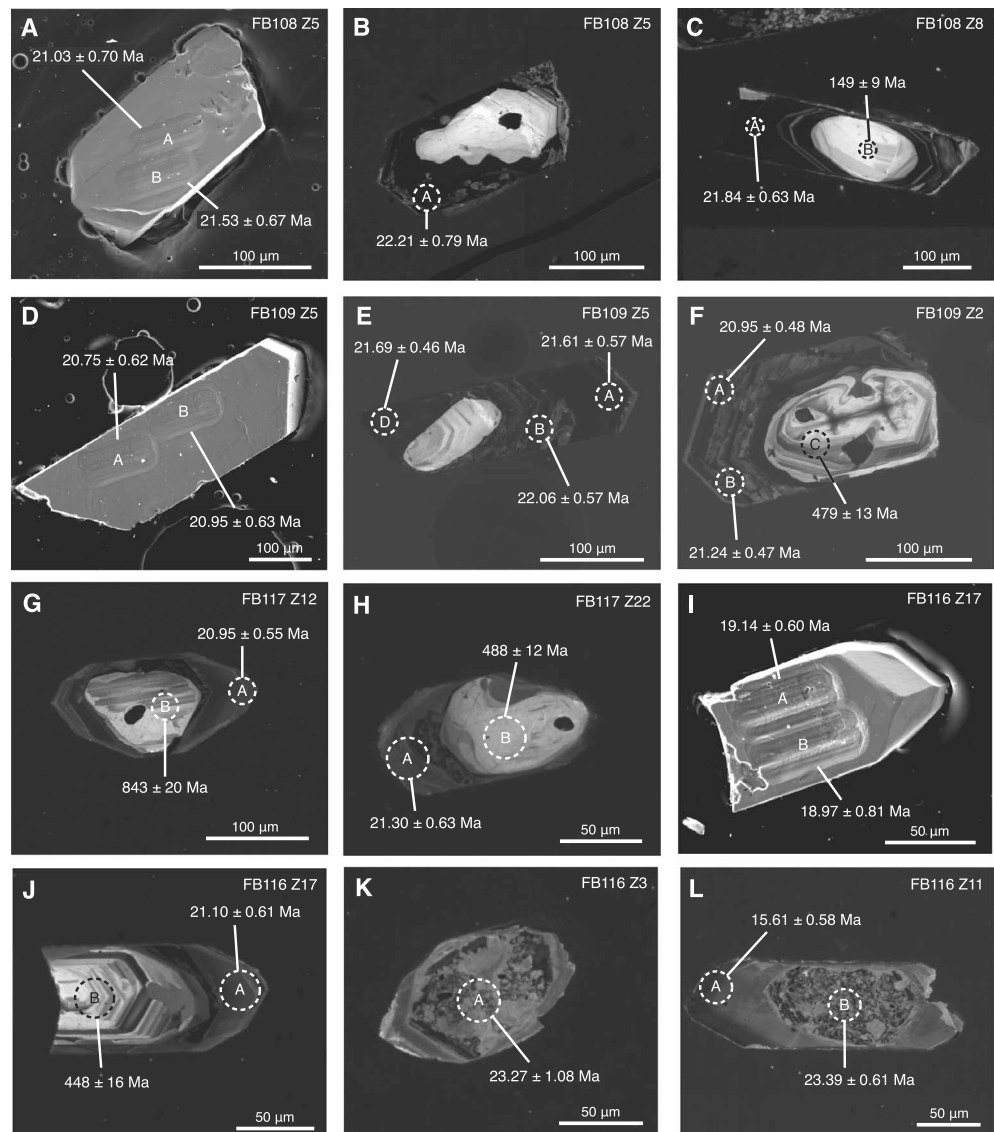 A
FB108 Z5
21.03 ± 0.70 Ma
A
B
21.53 ± 0.67 Ma
100 µm
B
FB108 Z5
A
22.21 ± 0.79 Ma
100 µm
C
FB108 Z8
149 ± 9 Ma
A
B
21.84 ± 0.63 Ma
100 µm
D
FB109 Z5
20.75 ± 0.62 Ma
B
A
20.95 ± 0.63 Ma
100 µm
E
FB109 Z5
21.69 ± 0.46 Ma
21.61 ± 0.57 Ma
A
D
B
22.06 ± 0.57 Ma
100 µm
F
FB109 Z2
20.95 ± 0.48 Ma
A
C
B
479 ± 13 Ma
21.24 ± 0.47 Ma
100 µm
G
FB117 Z12
20.95 ± 0.55 Ma
A
B
843 ± 20 Ma
100 µm
H
FB117 Z22
488 ± 12 Ma
B
A
21.30 ± 0.63 Ma
50 µm
I
FB116 Z17
19.14 ± 0.60 Ma
A
B
18.97 ± 0.81 Ma
50 µm
J
FB116 Z17
21.10 ± 0.61 Ma
A
B
448 ± 16 Ma
50 µm
K
FB116 Z3
A
23.27 ± 1.08 Ma
50 µm
L
FB116 Z11
15.61 ± 0.58 Ma
A
B
23.39 ± 0.61 Ma
50 µm